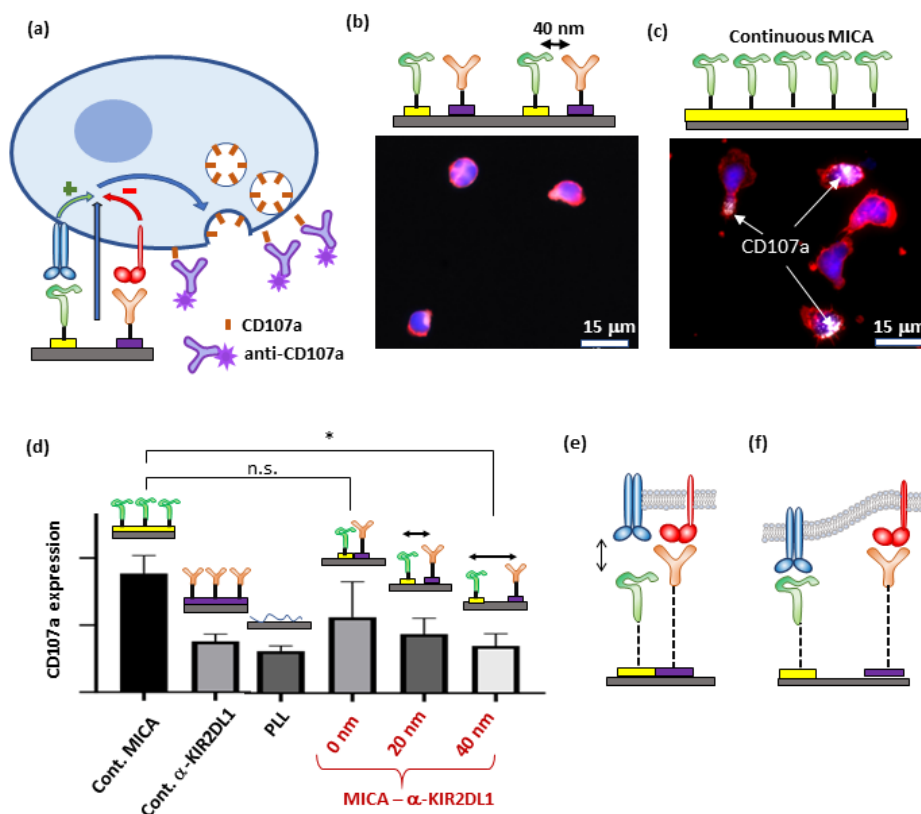 (a)
+
-
CD107a
anti-CD107a
(b)
40 nm
15 µm
(c)
Continuous MICA
CD107a
15 µm
(d)
*
n.s.
CD107a expression
Cont. MICA
Cont. α-KIR2DL1
PLL
0 nm
20 nm
40 nm
MICA – α-KIR2DL1
(e)
(f)